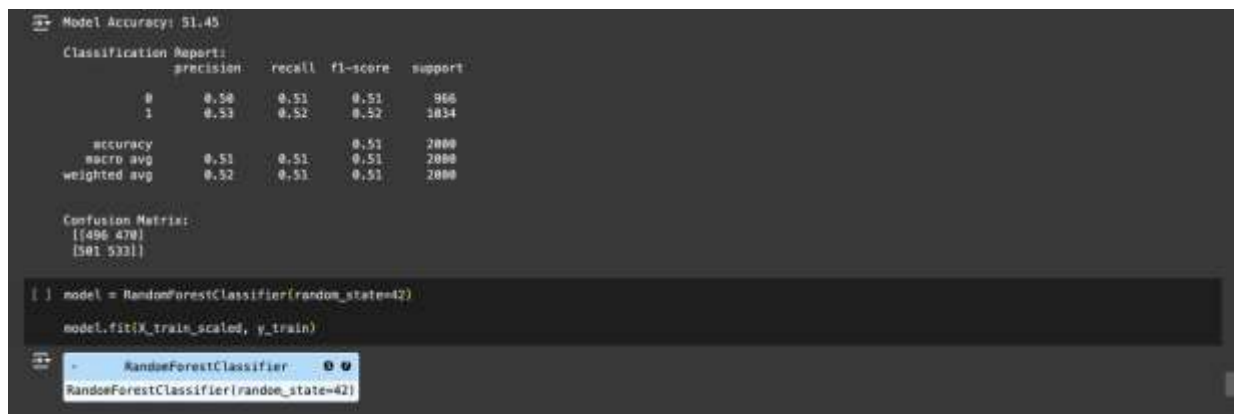 Model Accuracy: 51.45
Classification Report:
precision recall f1-score support
0 0.50 0.51 0.51 966
1 0.53 0.52 0.52 1034
accuracy 0.51 2000
macro avg 0.51 0.51 0.51 2000
weighted avg 0.52 0.51 0.51 2000
Confusion Matrix:
[[496 470]
[501 533]]
[ ] model = RandomForestClassifier(random_state=42)
model.fit(X_train_scaled, y_train)
RandomForestClassifier
RandomForestClassifier(random_state=42)